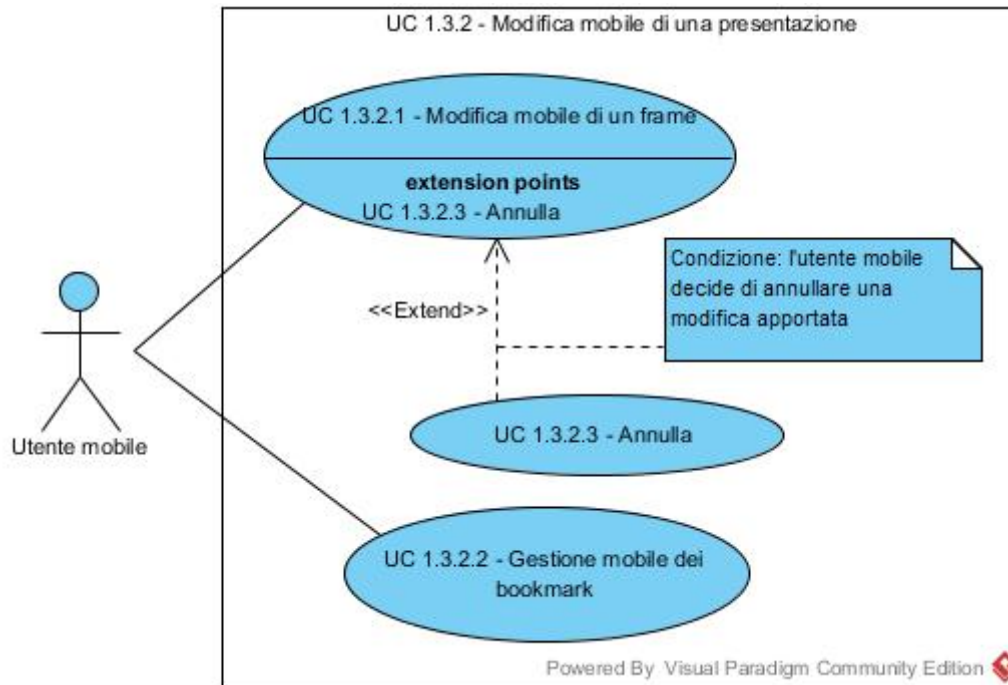 UC 1.3.2 - Modifica mobile di una presentazione
UC 1.3.2.1 - Modifica mobile di un frame
extension points
UC 1.3.2.3 - Annulla
Condizione: l'utente mobile
decide di annullare una
modifica apportata
<<Extend>>
Utente mobile
UC 1.3.2.3 - Annulla
UC 1.3.2.2 - Gestione mobile dei
bookmark
Powered By Visual Paradigm Community Edition